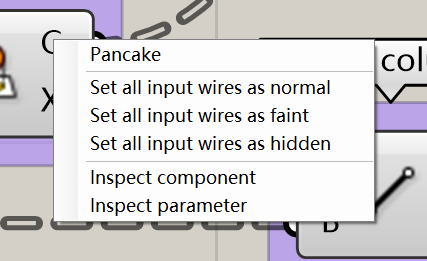 G
X
Pancake
Set all input wires as normal
Set all input wires as faint
Set all input wires as hidden
Inspect component
Inspect parameter
B